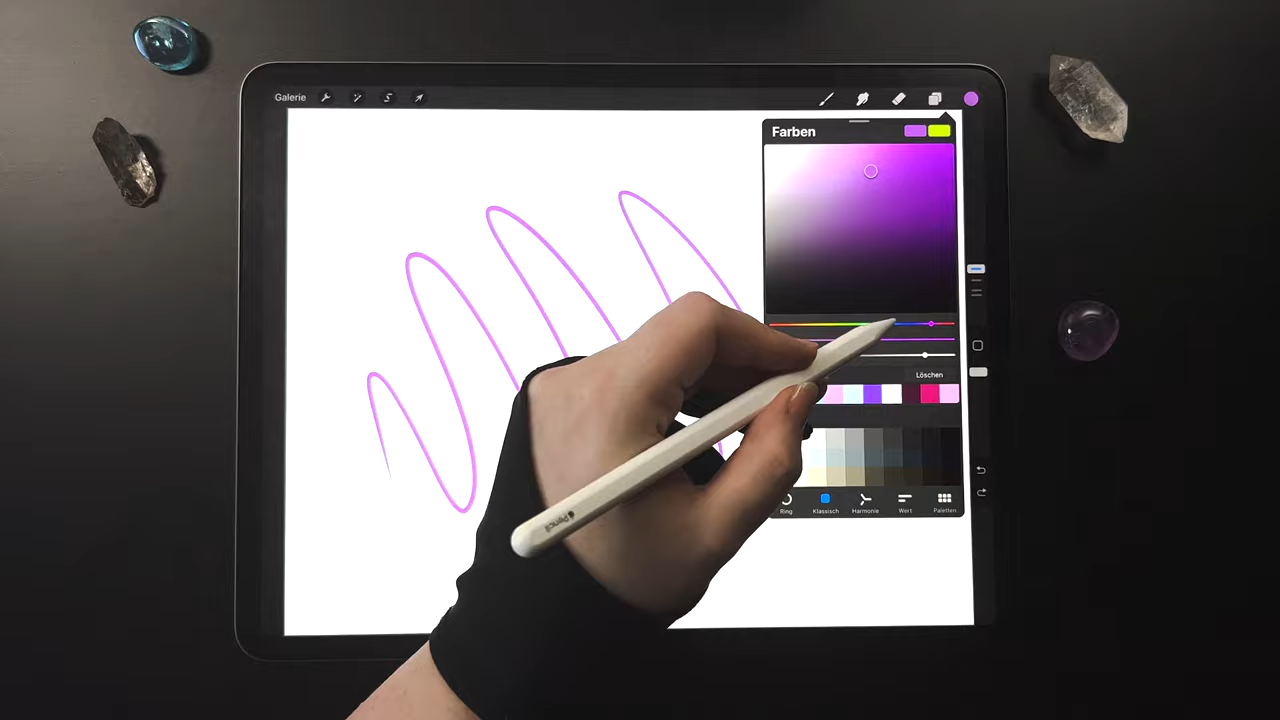 Galerie
Farben
Löschen
Ring
Klassisch
Harmonie
Wert
Paletten
Pencil